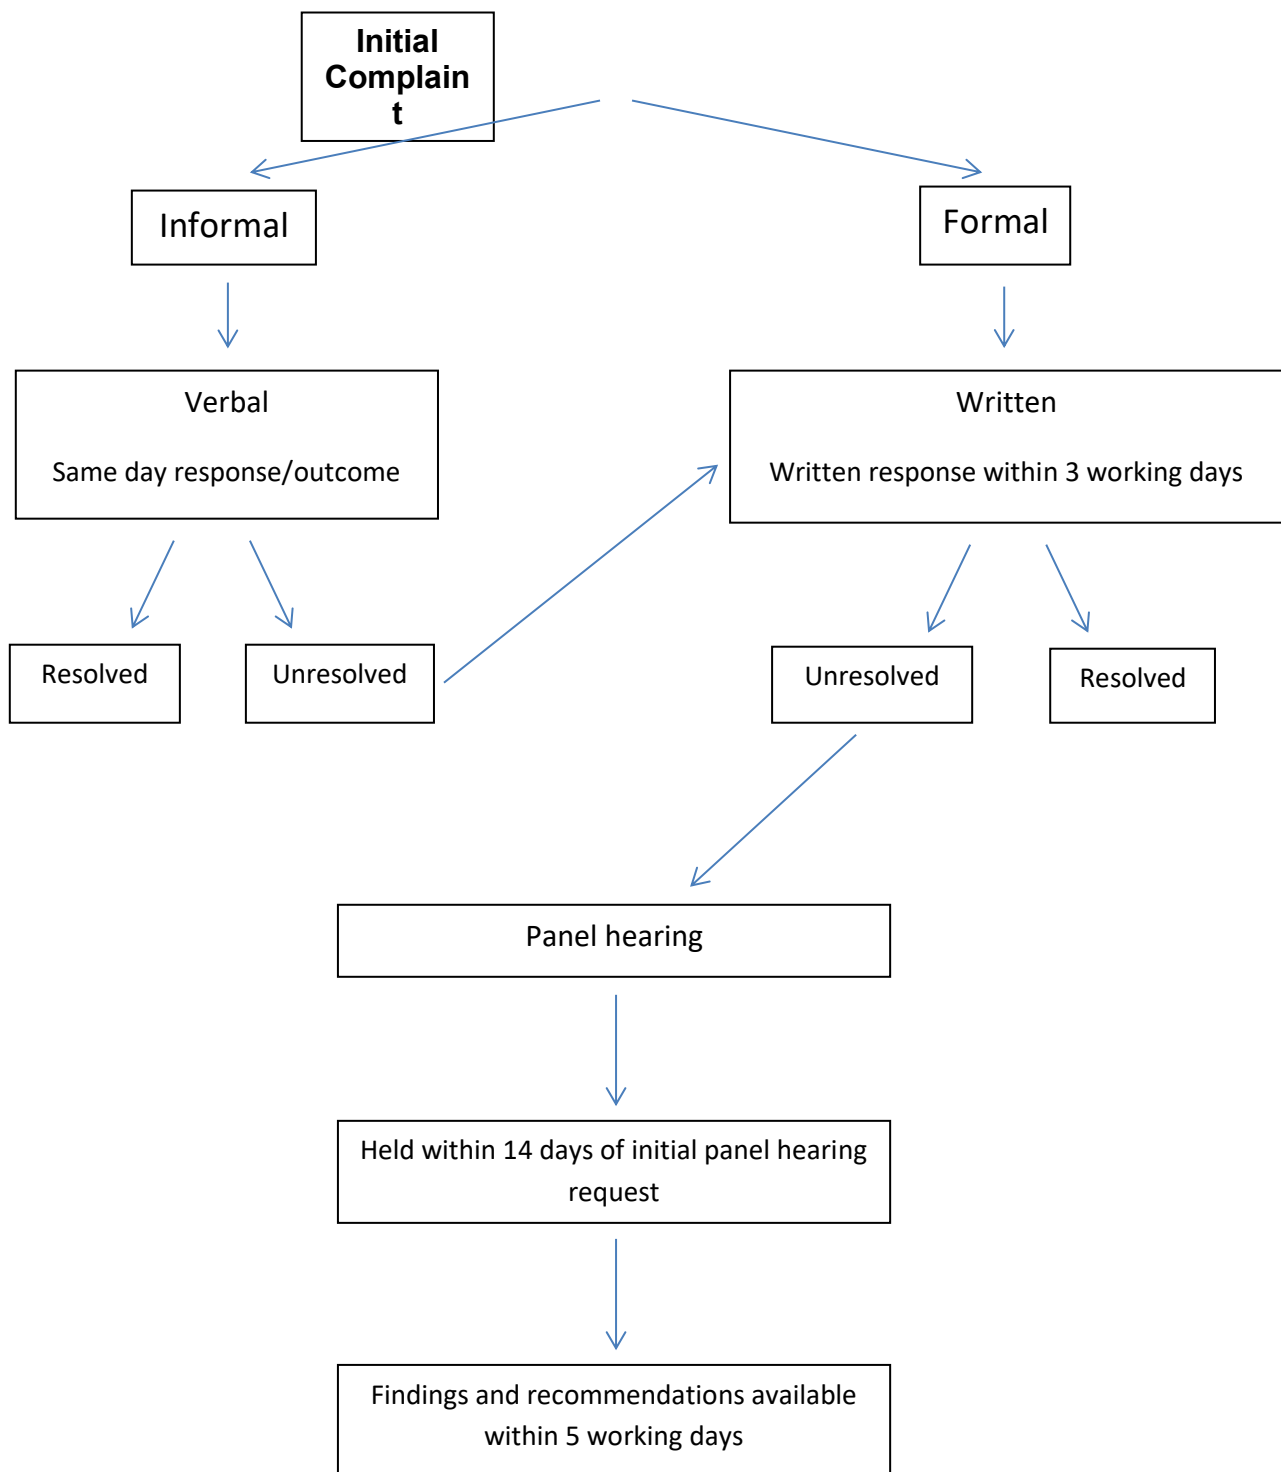 Initial
Complain
t
Informal
Formal
Verbal
Same day response/outcome
Written
Written response within 3 working days
Resolved
Unresolved
Unresolved
Resolved
Panel hearing
Held within 14 days of initial panel hearing
request
Findings and recommendations available
within 5 working days